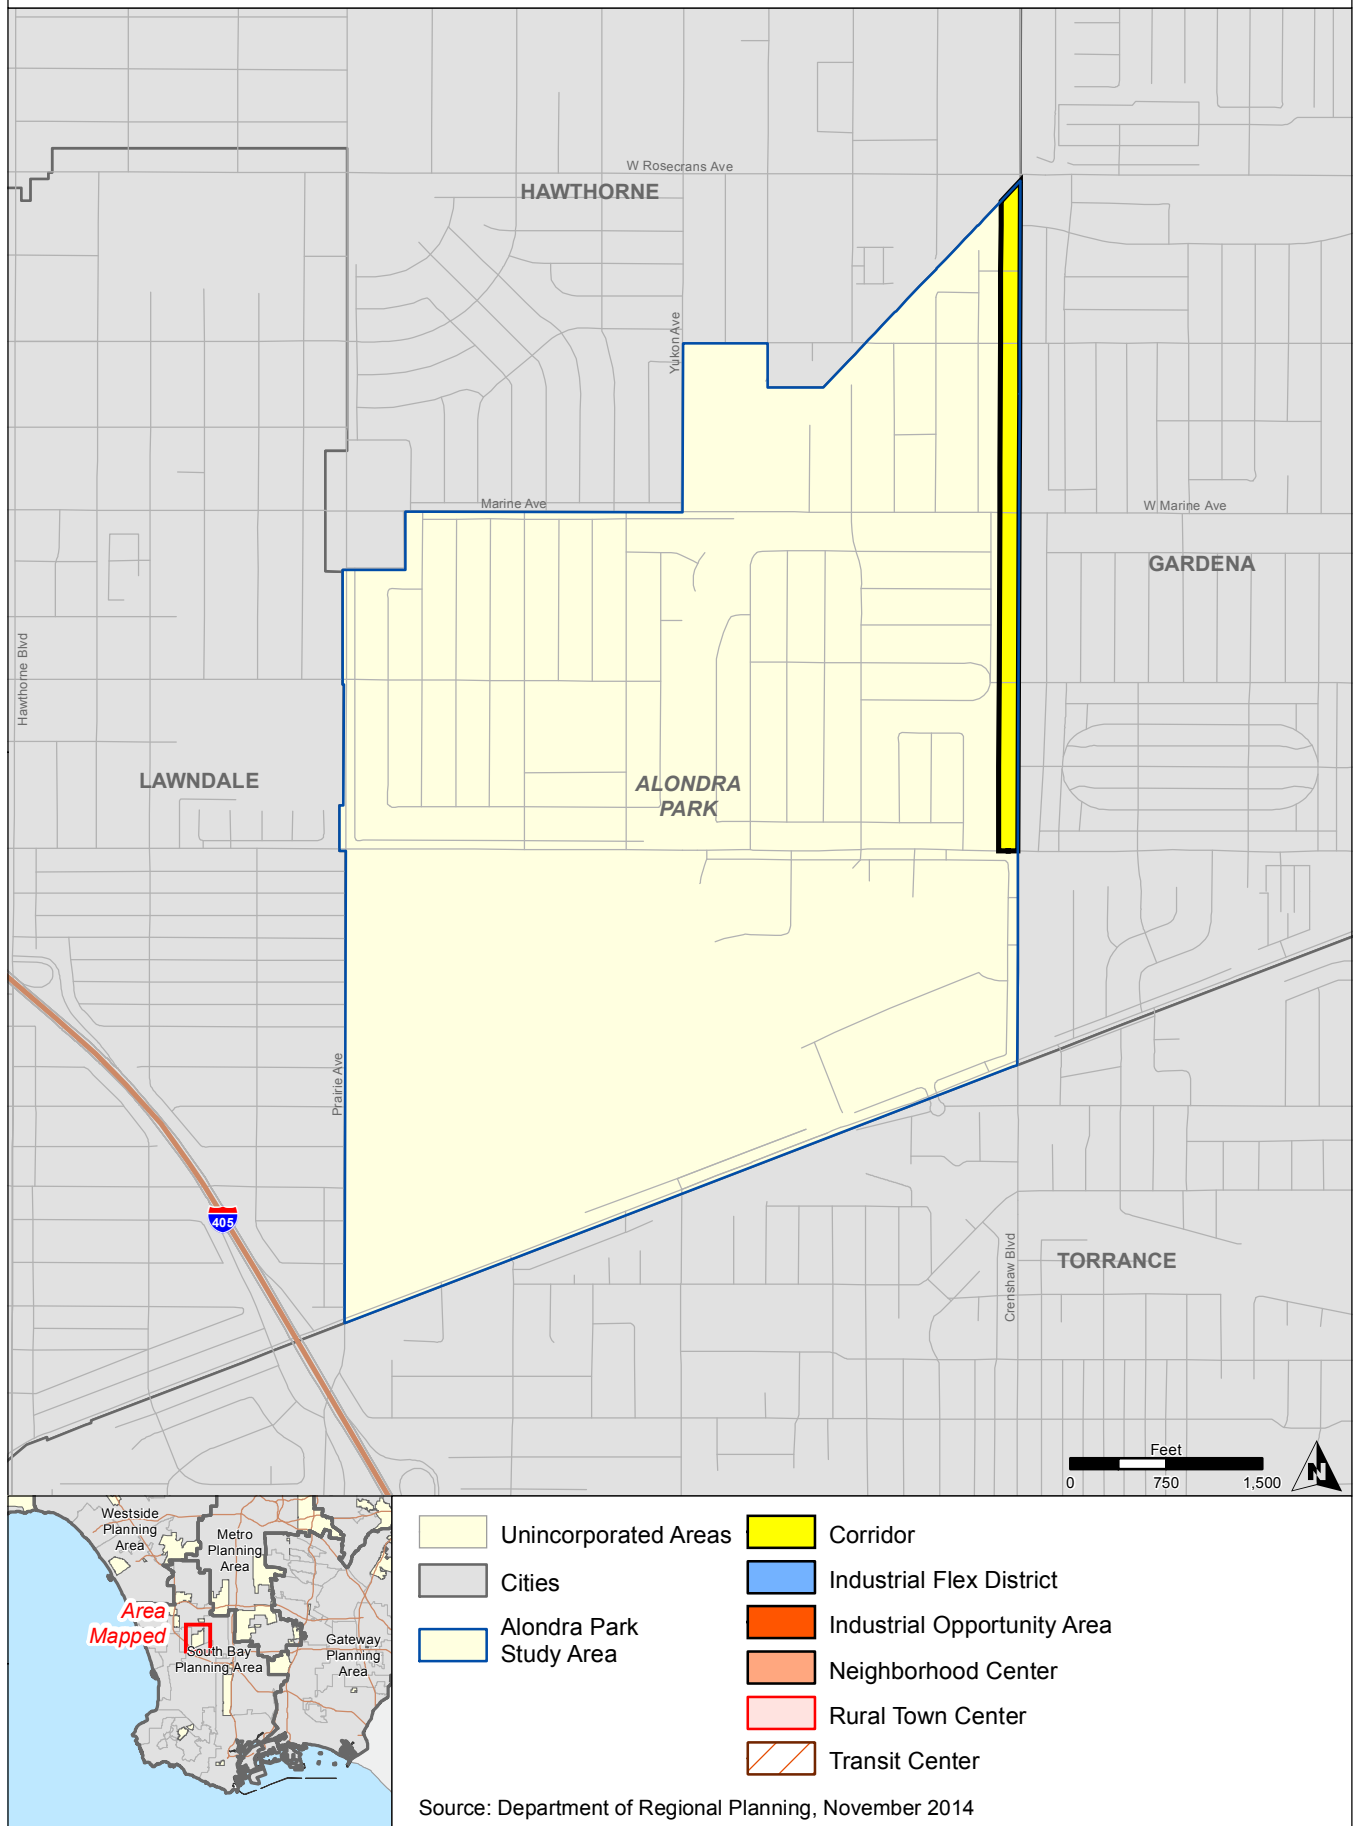 W Rosecrans Ave
HAWTHORNE
Yukon Ave
Marine Ave
W Marine Ave
GARDENA
Hawthorne Blvd
LAWNDALE
ALONDRA
PARK
Prairie Ave
405
Crenshaw Blvd
TORRANCE
Feet
0 750 1,500
N
Westside
Planning
Area
Metro
Planning
Area
Area
Mapped
South Bay
Planning Area
Gateway
Planning
Area
Unincorporated Areas
Cities
Alondra Park
Study Area
Corridor
Industrial Flex District
Industrial Opportunity Area
Neighborhood Center
Rural Town Center
Transit Center
Source: Department of Regional Planning, November 2014